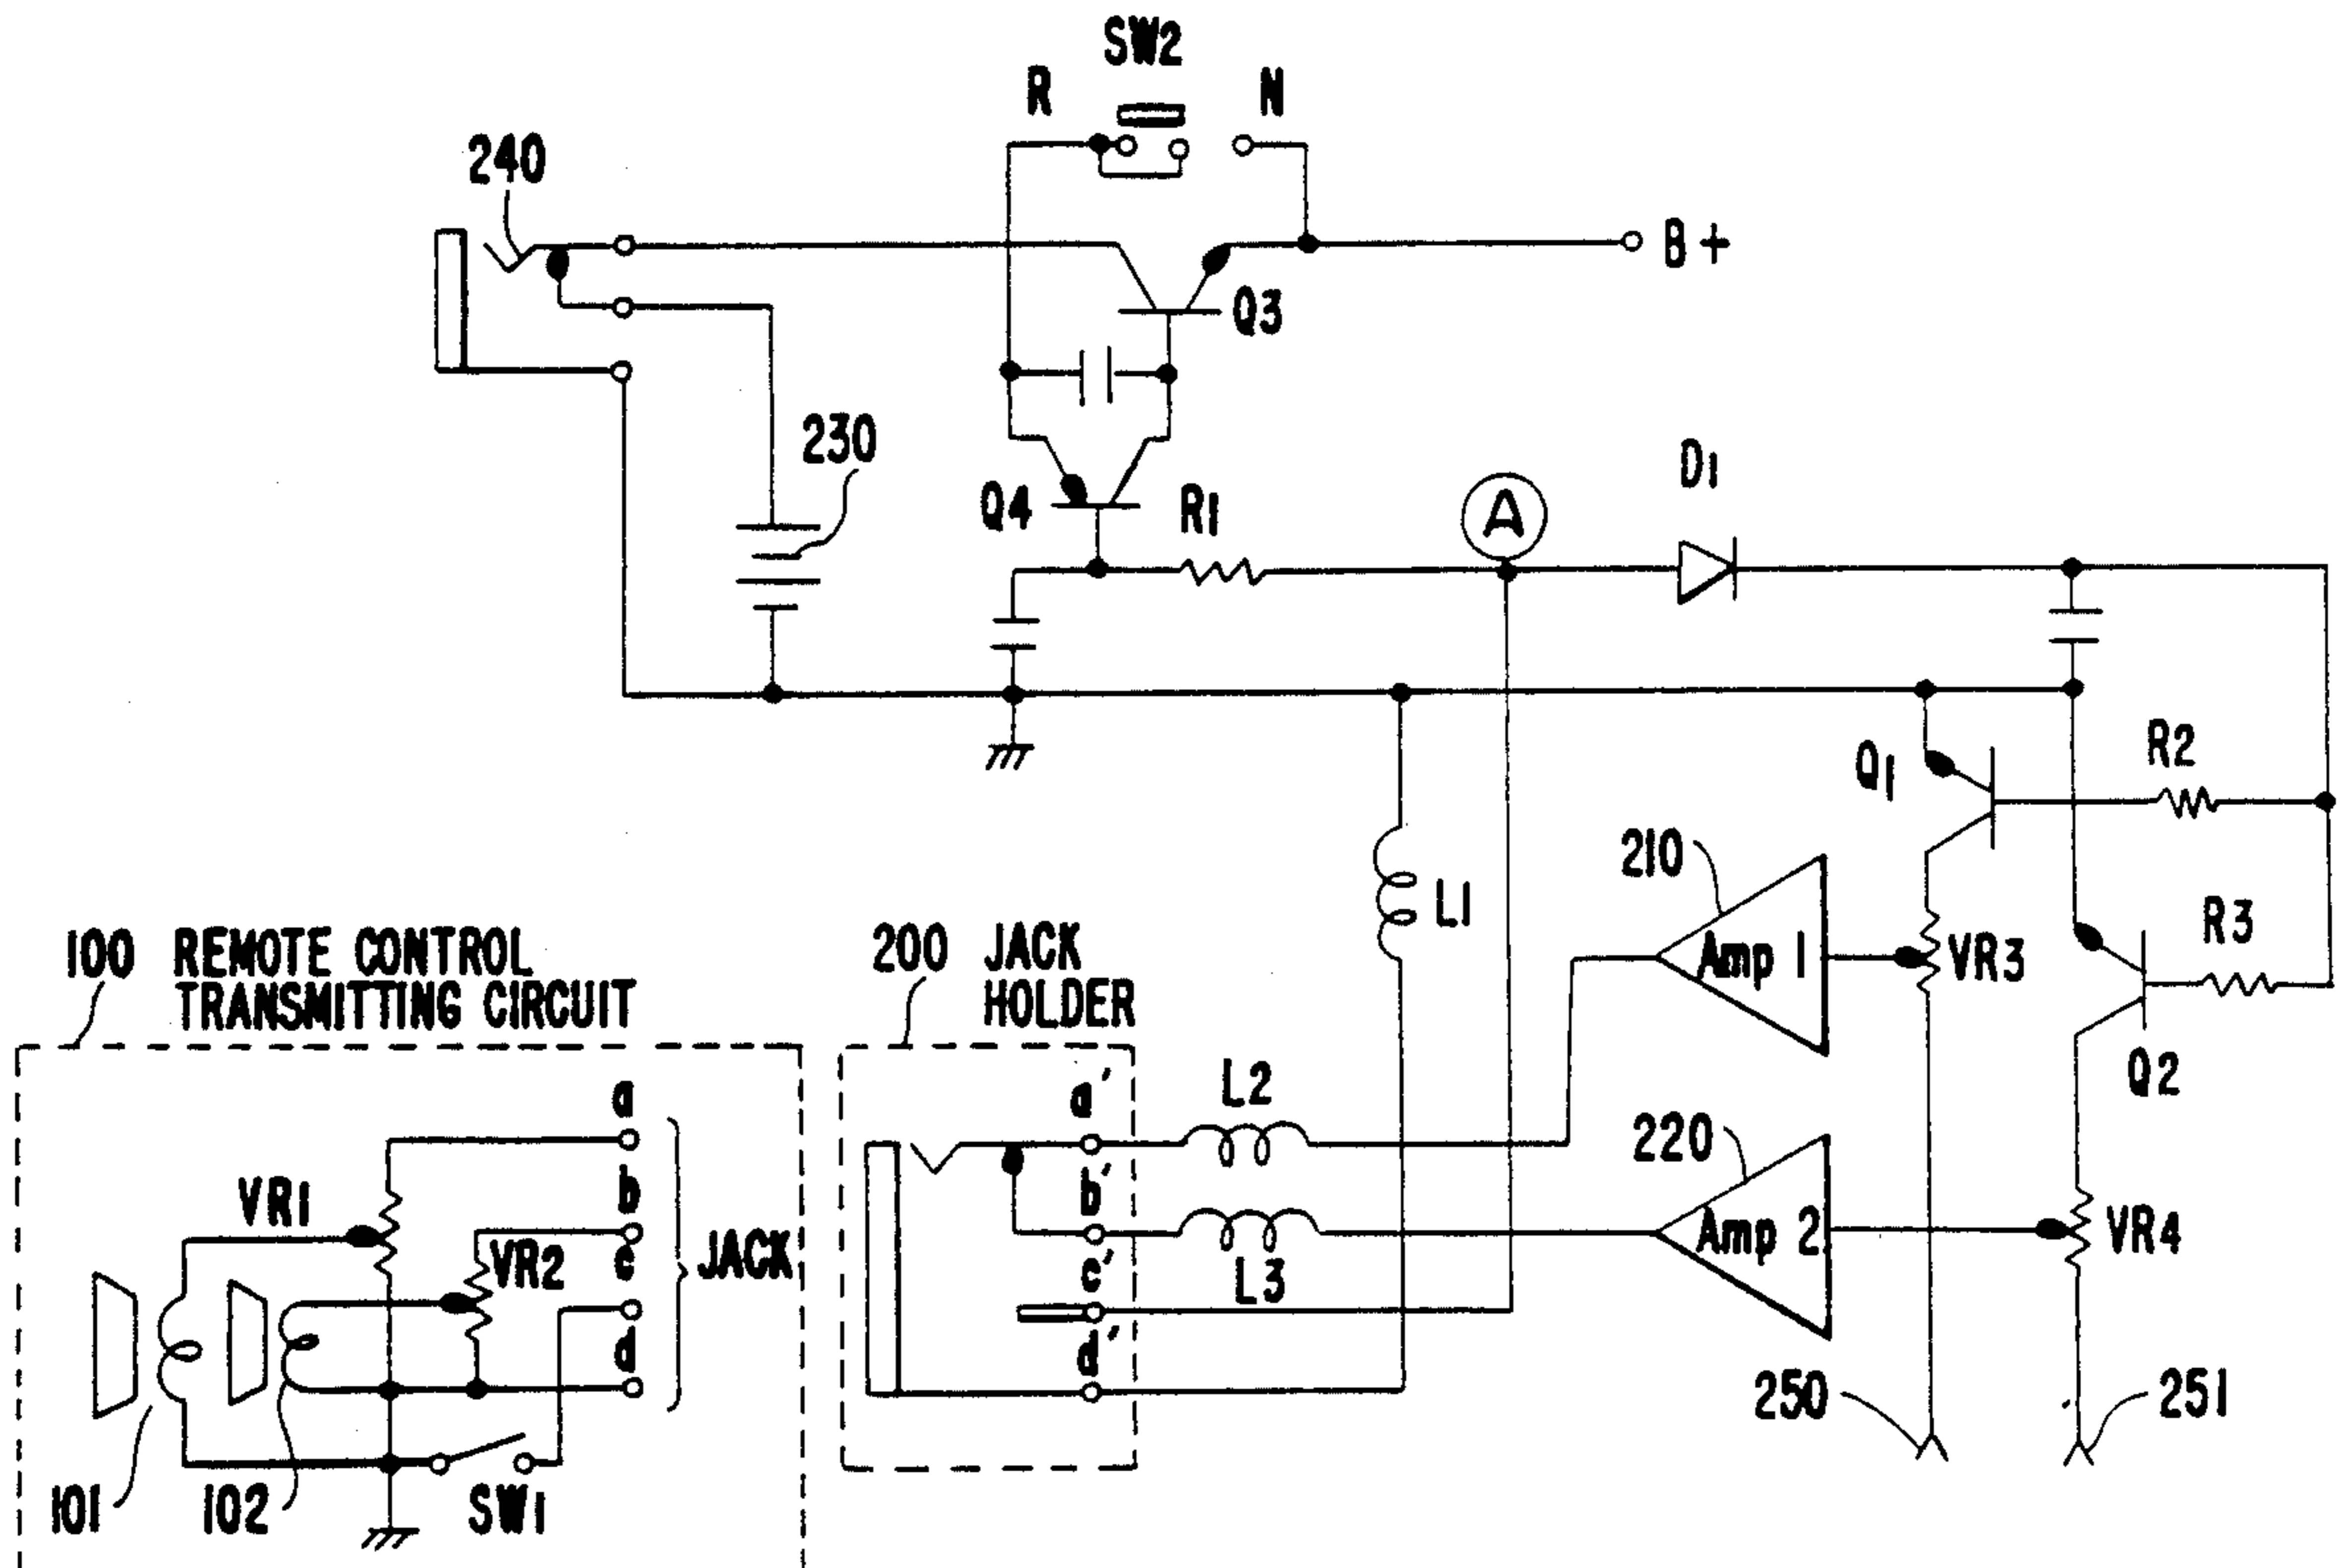 SW2
R
N
240
B+
Q3
230
D1
Q4
R1
A
R2
Q1
210
L1
R3
100 REMOTE CONTROL
TRANSMITTING CIRCUIT
200 JACK
HOLDER
Amp 1
VR3
Q2
a
a'
L2
b
b'
220
VR1
VR2
c
c'
JACK
L3
Amp 2
VR4
d
d'
250
251
101
102
SW1